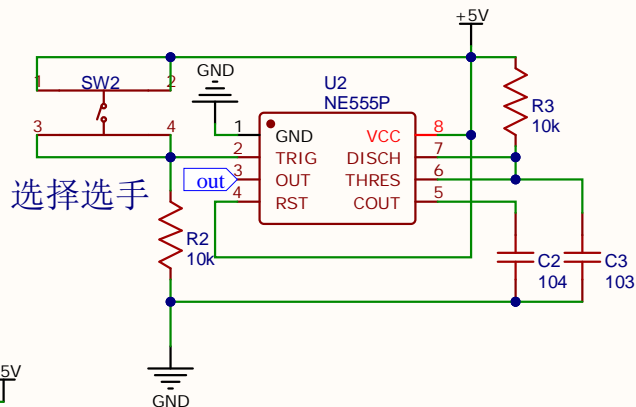 +5V
GND
1
SW2
2
3
4
U2
NE555P
R3
10k
1
GND
VCC
8
2
TRIG
DISCH
7
out
3
OUT
THRES
6
4
RST
COUT
5
选择选手
R2
10k
C2
104
C3
103
5V
GND